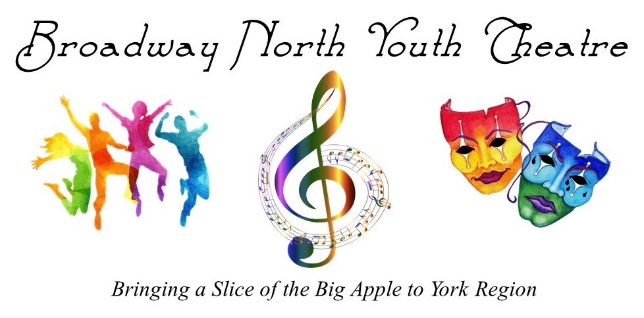 Broadway North Youth Theatre
Bringing a Slice of the Big Apple to York Region